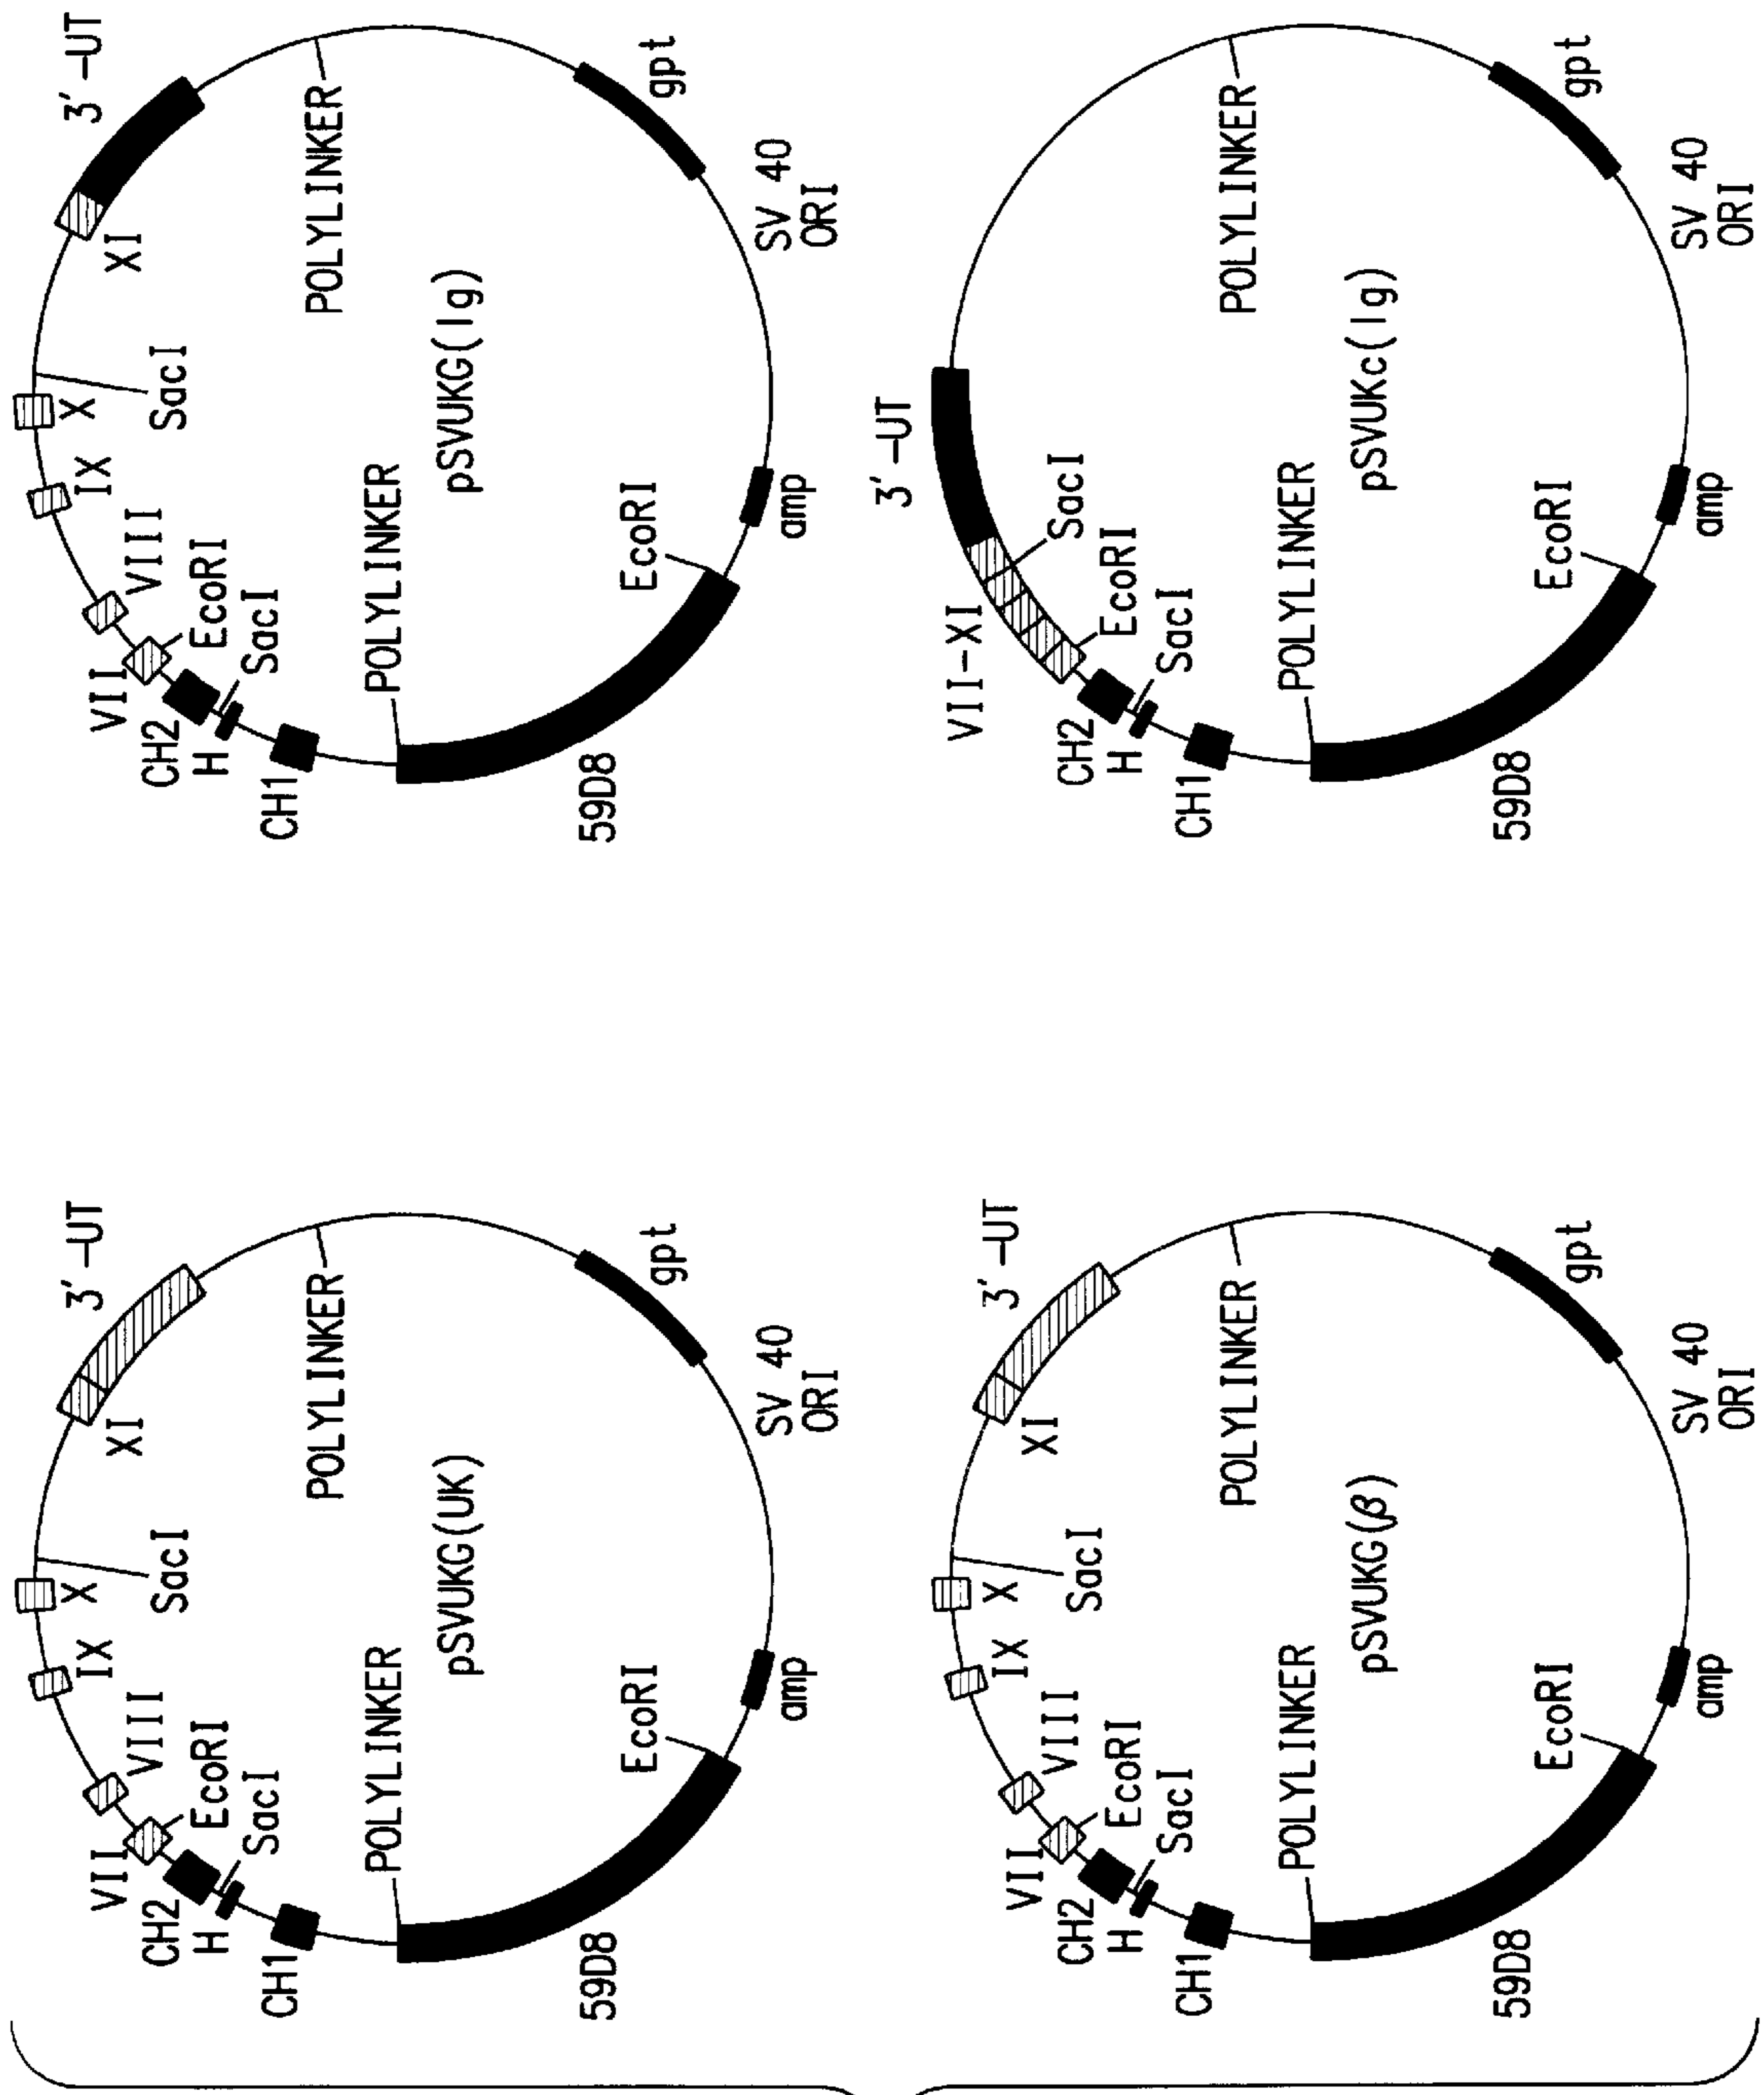 3'-UT
XI
X
IX
VIII
VII
SacI
EcoRI
SacI
CH2
H
CH1
POLYLINKER
POLYLINKER
pSVUKG(UK)
EcoRI
59D8
amp
SV 40
ORI
gpt
3'-UT
XI
X
IX
VIII
VII
SacI
EcoRI
SacI
CH2
H
CH1
POLYLINKER
POLYLINKER
pSVUKG(Ig)
EcoRI
59D8
amp
SV 40
ORI
gpt
3'-UT
XI
X
IX
VIII
VII
SacI
EcoRI
SacI
CH2
H
CH1
POLYLINKER
POLYLINKER
pSVUKG(β)
EcoRI
59D8
amp
SV 40
ORI
gpt
3'-UT
VII-XI
SacI
EcoRI
SacI
CH2
H
CH1
POLYLINKER
POLYLINKER
pSVUKc(Ig)
EcoRI
59D8
amp
SV 40
ORI
gpt